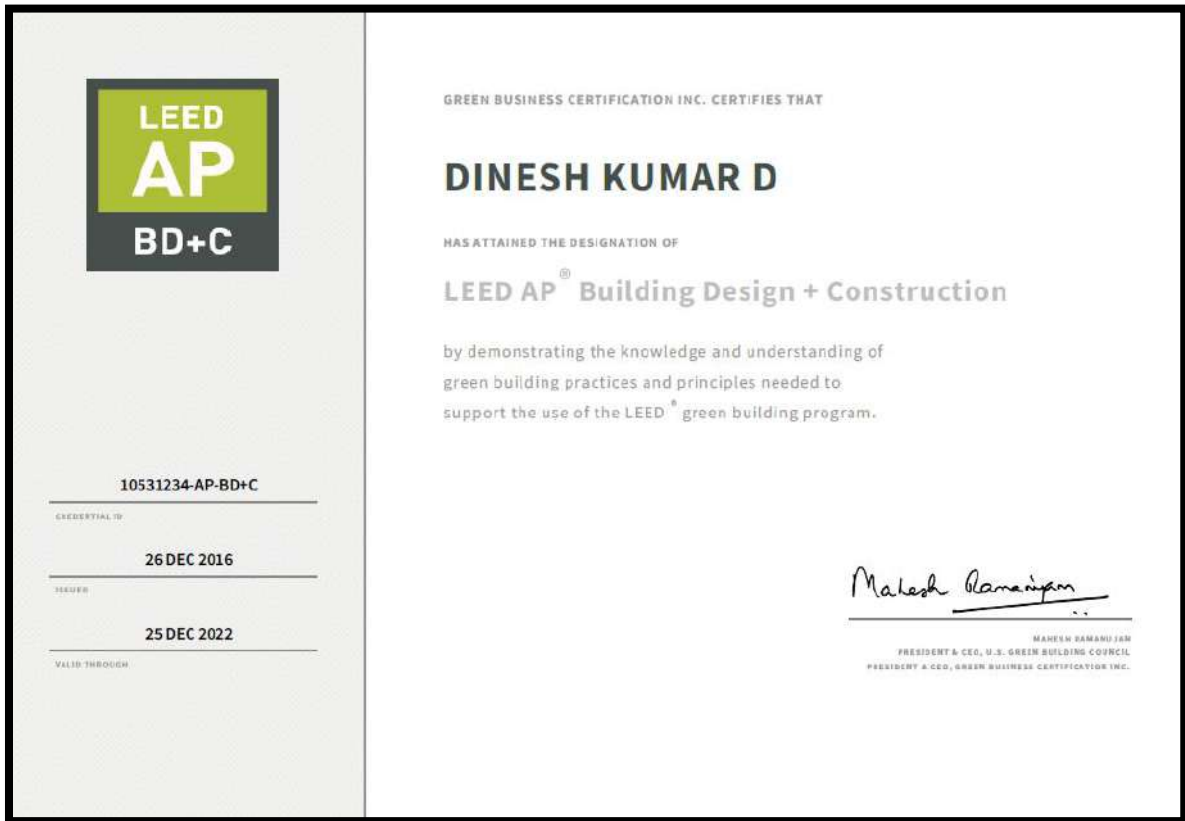 LEED
AP
BD+C
10531234-AP-BD+C
CREDENTIAL ID
26 DEC 2016
ISSUED
25 DEC 2022
VALID THROUGH
GREEN BUSINESS CERTIFICATION INC. CERTIFIES THAT
DINESH KUMAR D
HAS ATTAINED THE DESIGNATION OF
LEED AP® Building Design + Construction
by demonstrating the knowledge and understanding of
green building practices and principles needed to
support the use of the LEED® green building program.
Mahesh Ramanujam
MAHESH RAMANUJAM
PRESIDENT & CEO, U.S. GREEN BUILDING COUNCIL
PRESIDENT & CEO, GREEN BUSINESS CERTIFICATION INC.